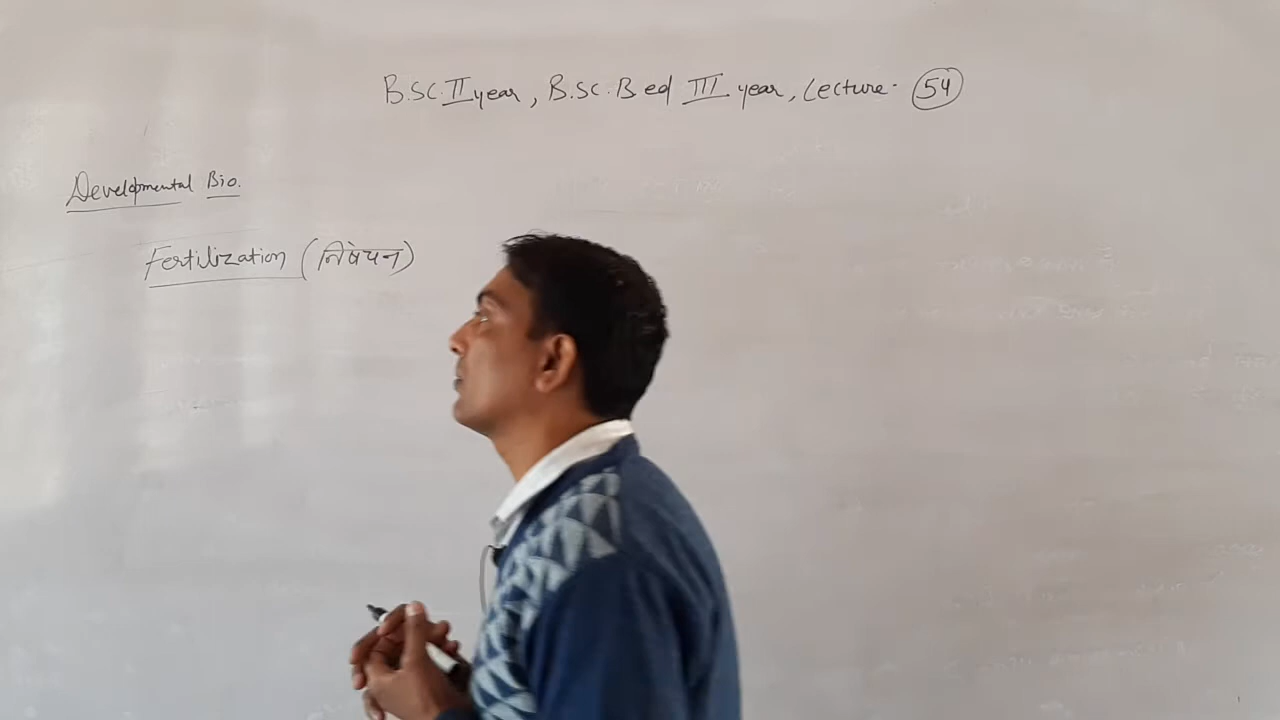 B.Sc. II year, B.Sc. B ed III year, Lecture - 54
Developmental Bio.
Fertilization (निषेचन)